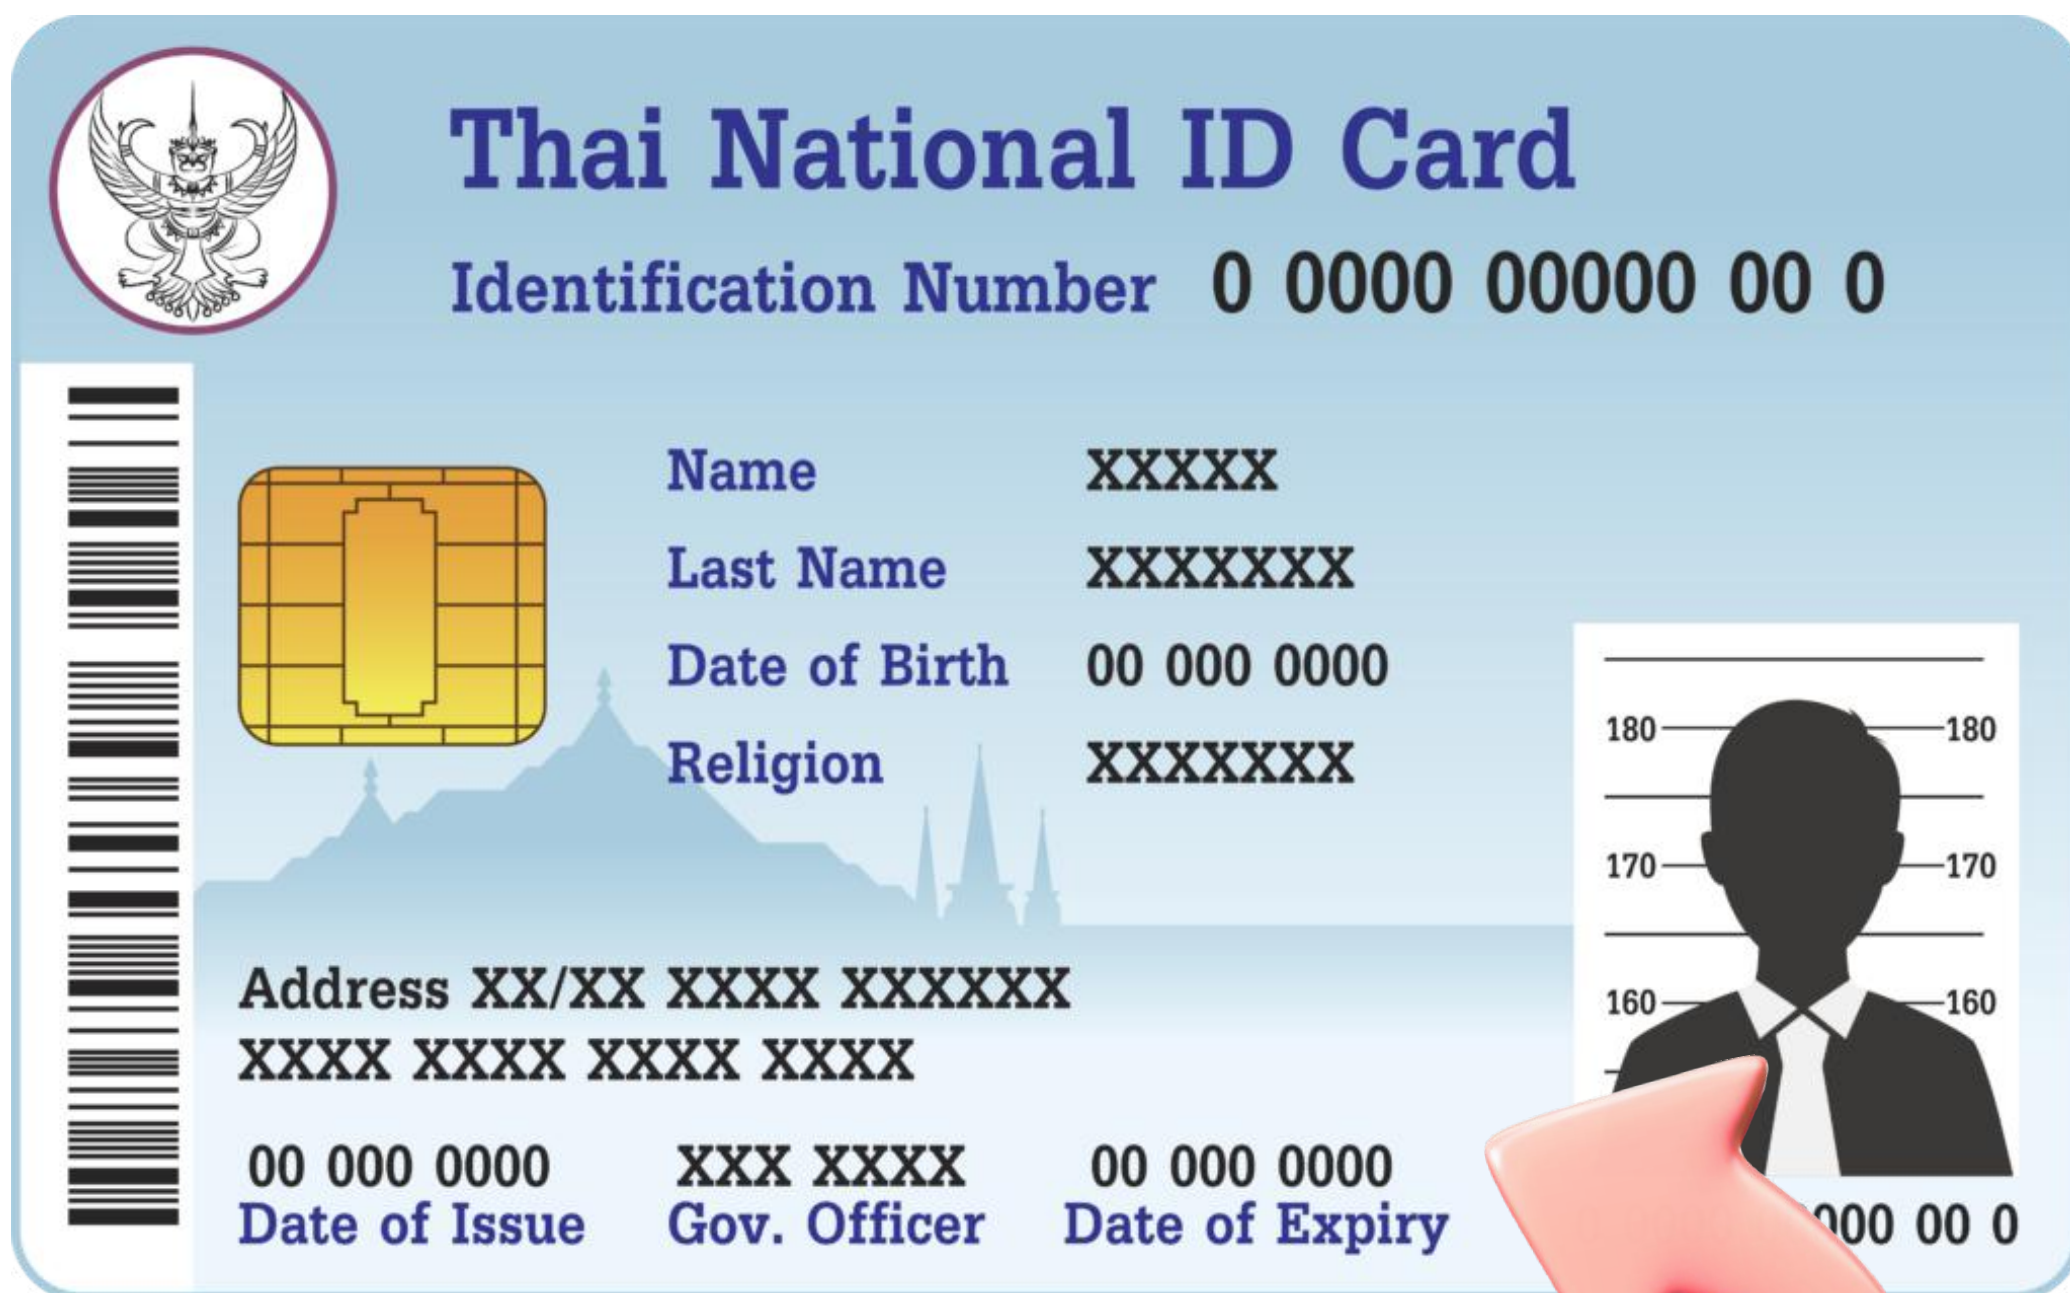 Thai National ID Card
Identification Number 0 0000 00000 00 0
Name XXXXX
Last Name XXXXXXX
Date of Birth 00 000 0000
Religion XXXXXXX
180 180
170 170
160 160
Address XX/XX XXXX XXXXXX
XXXX XXXX XXXX XXXX
00 000 0000 XXX XXXX 00 000 0000
Date of Issue Gov. Officer Date of Expiry 00 0